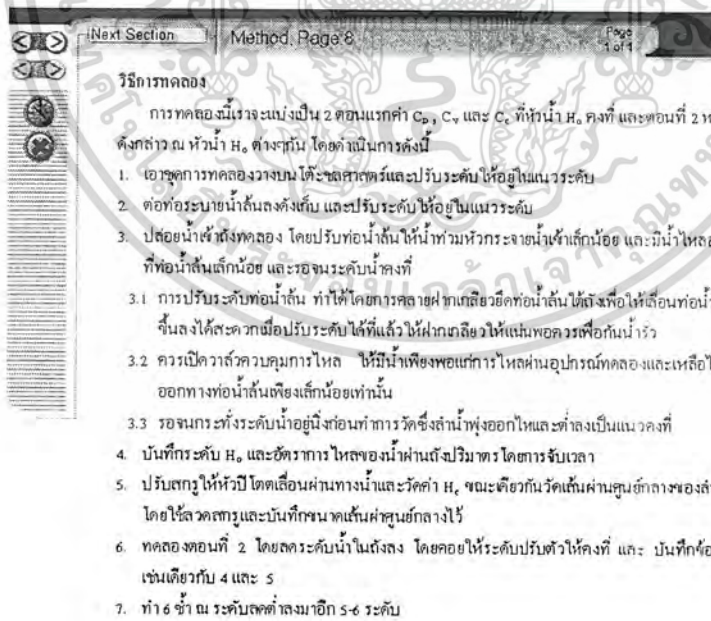 Next Section
Method, Page 8
Page
1 of 1
วิธีการทดลอง
การทดลองนี้เราจะแบ่งเป็น 2 ตอนแรกค่า CD, Cv และ Cc ที่หัวน้ำ Ho คงที่ และตอนที่ 2
ดังกล่าว ณ หัวน้ำ Ho ต่างๆกัน โดยดำเนินการดังนี้
1. เอาชุดการทดลองวางบนโต๊ะชลศาสตร์และปรับระดับให้อยู่ในแนวระดับ
2. ต่อท่อระบายน้ำล้นลงถังเก็บ และปรับระดับให้อยู่ในแนวระดับ
3. ปล่อยน้ำเข้าถังทดลอง โดยปรับท่อน้ำล้นให้น้ำท่วมหัวกระจายน้ำเข้าเล็กน้อย และมีน้ำไหล
ที่ท่อน้ำล้นเล็กน้อย และรอจนระดับน้ำคงที่
3.1 การปรับระดับท่อน้ำล้น ทำได้โดยการคลายฝาเกลียวยึดท่อน้ำล้นใต้ถังเพื่อให้เลื่อนท่อน้ำ
ขึ้นลงได้สะดวกเมื่อปรับระดับได้ที่แล้วให้ฝาเกลียวให้แน่นพอควรเพื่อกันน้ำรั่ว
3.2 ควรเปิดวาล์วควบคุมการไหล ให้มีน้ำเพียงพอแก่การไหลผ่านอุปกรณ์ทดลองและเหลือ
ออกทางท่อน้ำล้นเพียงเล็กน้อยเท่านั้น
3.3 รอจนกระทั่งระดับน้ำอยู่นิ่งก่อนทำการวัดซึ่งลำน้ำพุ่งออกไหและต่ำลงเป็นแนวคงที่
4. บันทึกระดับ Ho และอัตราการไหลของน้ำผ่านถังปริมาตรโดยการจับเวลา
5. ปรับสกรูให้หัวปิโตตเลื่อนผ่านทางน้ำและวัดค่า Hc ขณะเดียวกันวัดเส้นผ่านศูนย์กลางของ
โดยใช้ลวดสกรูและบันทึกขนาดเส้นผ่าศูนย์กลางไว้
6. ทดลองตอนที่ 2 โดยลดระดับน้ำในถังลง โดยคอยให้ระดับปรับตัวให้คงที่ และ บันทึก
เช่นเดียวกับ 4 และ 5
7. ทำ 6 ซ้ำ ณ ระดับลดต่ำลงมาอีก 5-6 ระดับ